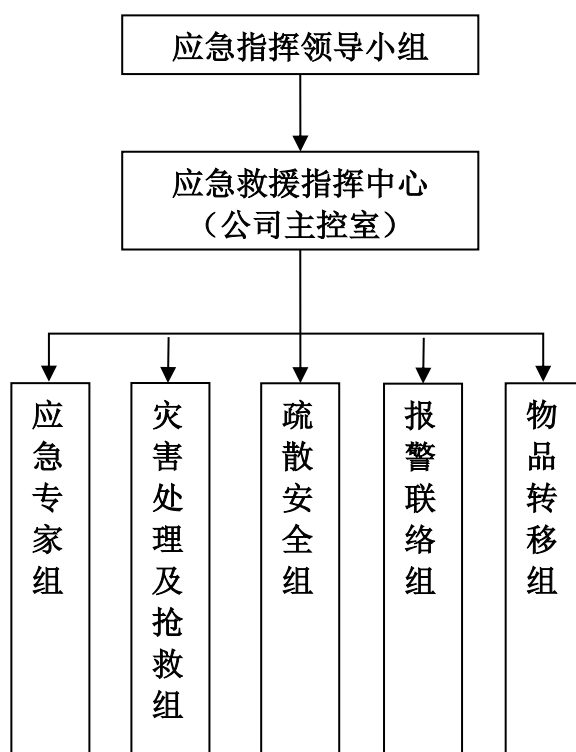 应急指挥领导小组
应急救援指挥中心
（公司主控室）
应急专家组
灾害处理及抢救组
疏散安全组
报警联络组
物品转移组